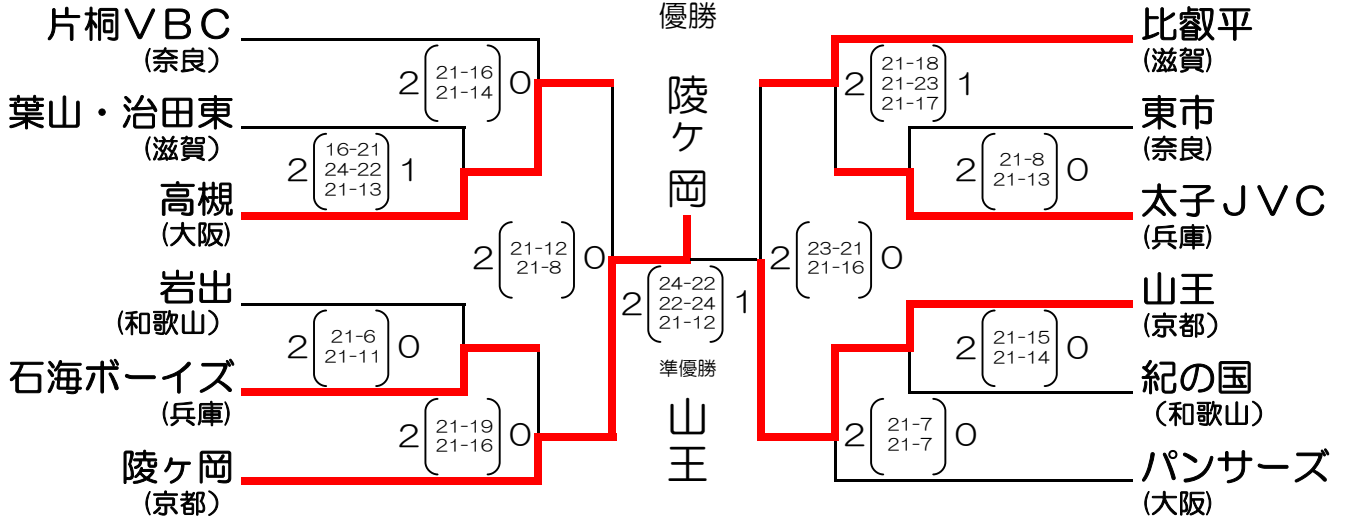 優勝
陵ヶ岡
片桐ＶＢＣ
(奈良)
葉山・治田東
(滋賀)
高槻
(大阪)
岩出
(和歌山)
石海ボーイズ
(兵庫)
陵ヶ岡
(京都)
2 21-16 0
21-14
2 16-21 1
24-22
21-13
2 21-12 0
21-8
2 21-6 0
21-11
2 21-19 0
21-16
2 24-22 1
22-24
21-12
準優勝
山王
2 21-18 1
21-23
21-17
2 21-8 0
21-13
2 23-21 0
21-16
2 21-15 0
21-14
2 21-7 0
21-7
比叡平
(滋賀)
東市
(奈良)
太子ＪＶＣ
(兵庫)
山王
(京都)
紀の国
(和歌山)
パンサーズ
(大阪)